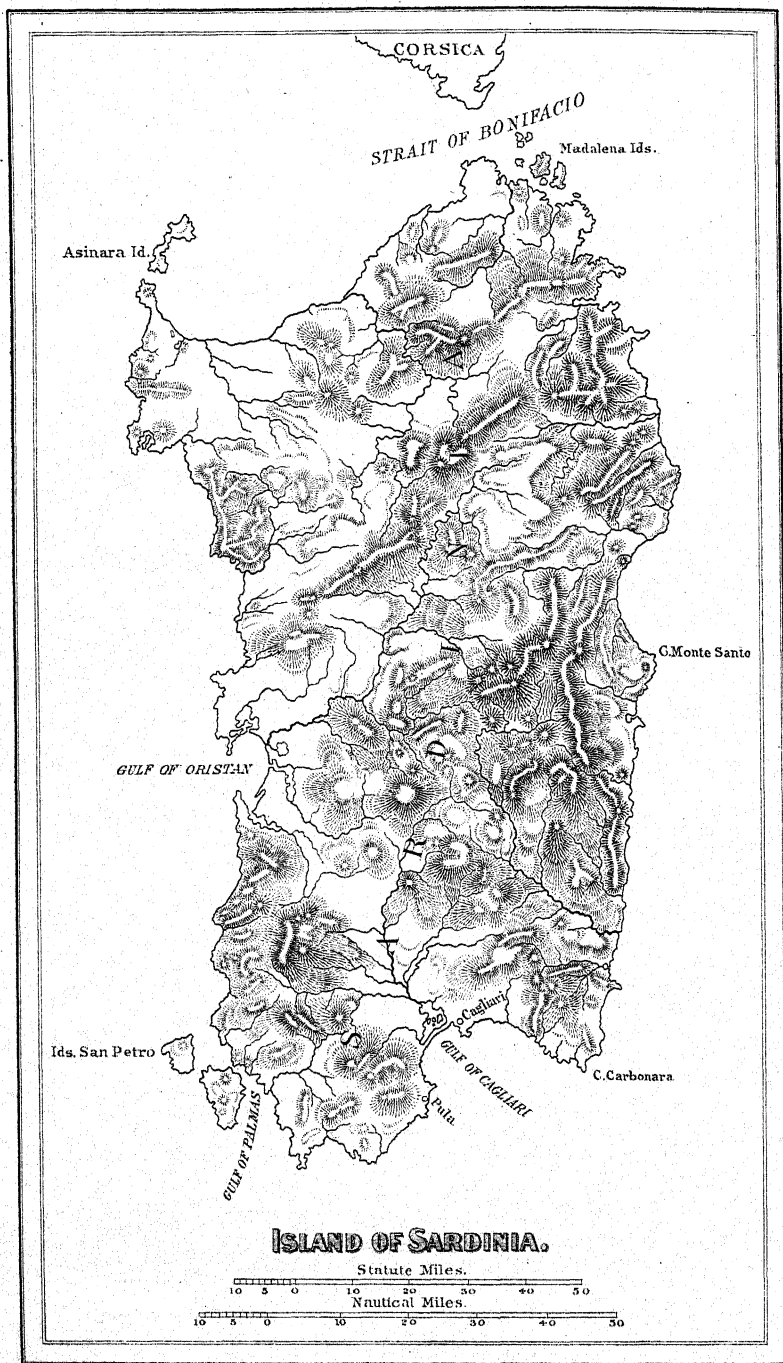 CORSICA
STRAIT OF BONIFACIO
Madalena Ids.
Asinara Id.
C.Monte Santo
GULF OF ORISTAN
SARDINIA
Cagliari
Ids. San Petro
GULF OF CAGLIARI
C.Carbonara
Pula
GULF OF PALMAS
ISLAND OF SARDINIA.
Statute Miles.
10 5 0 10 20 30 40 50
Nautical Miles.
10 5 0 10 20 30 40 50